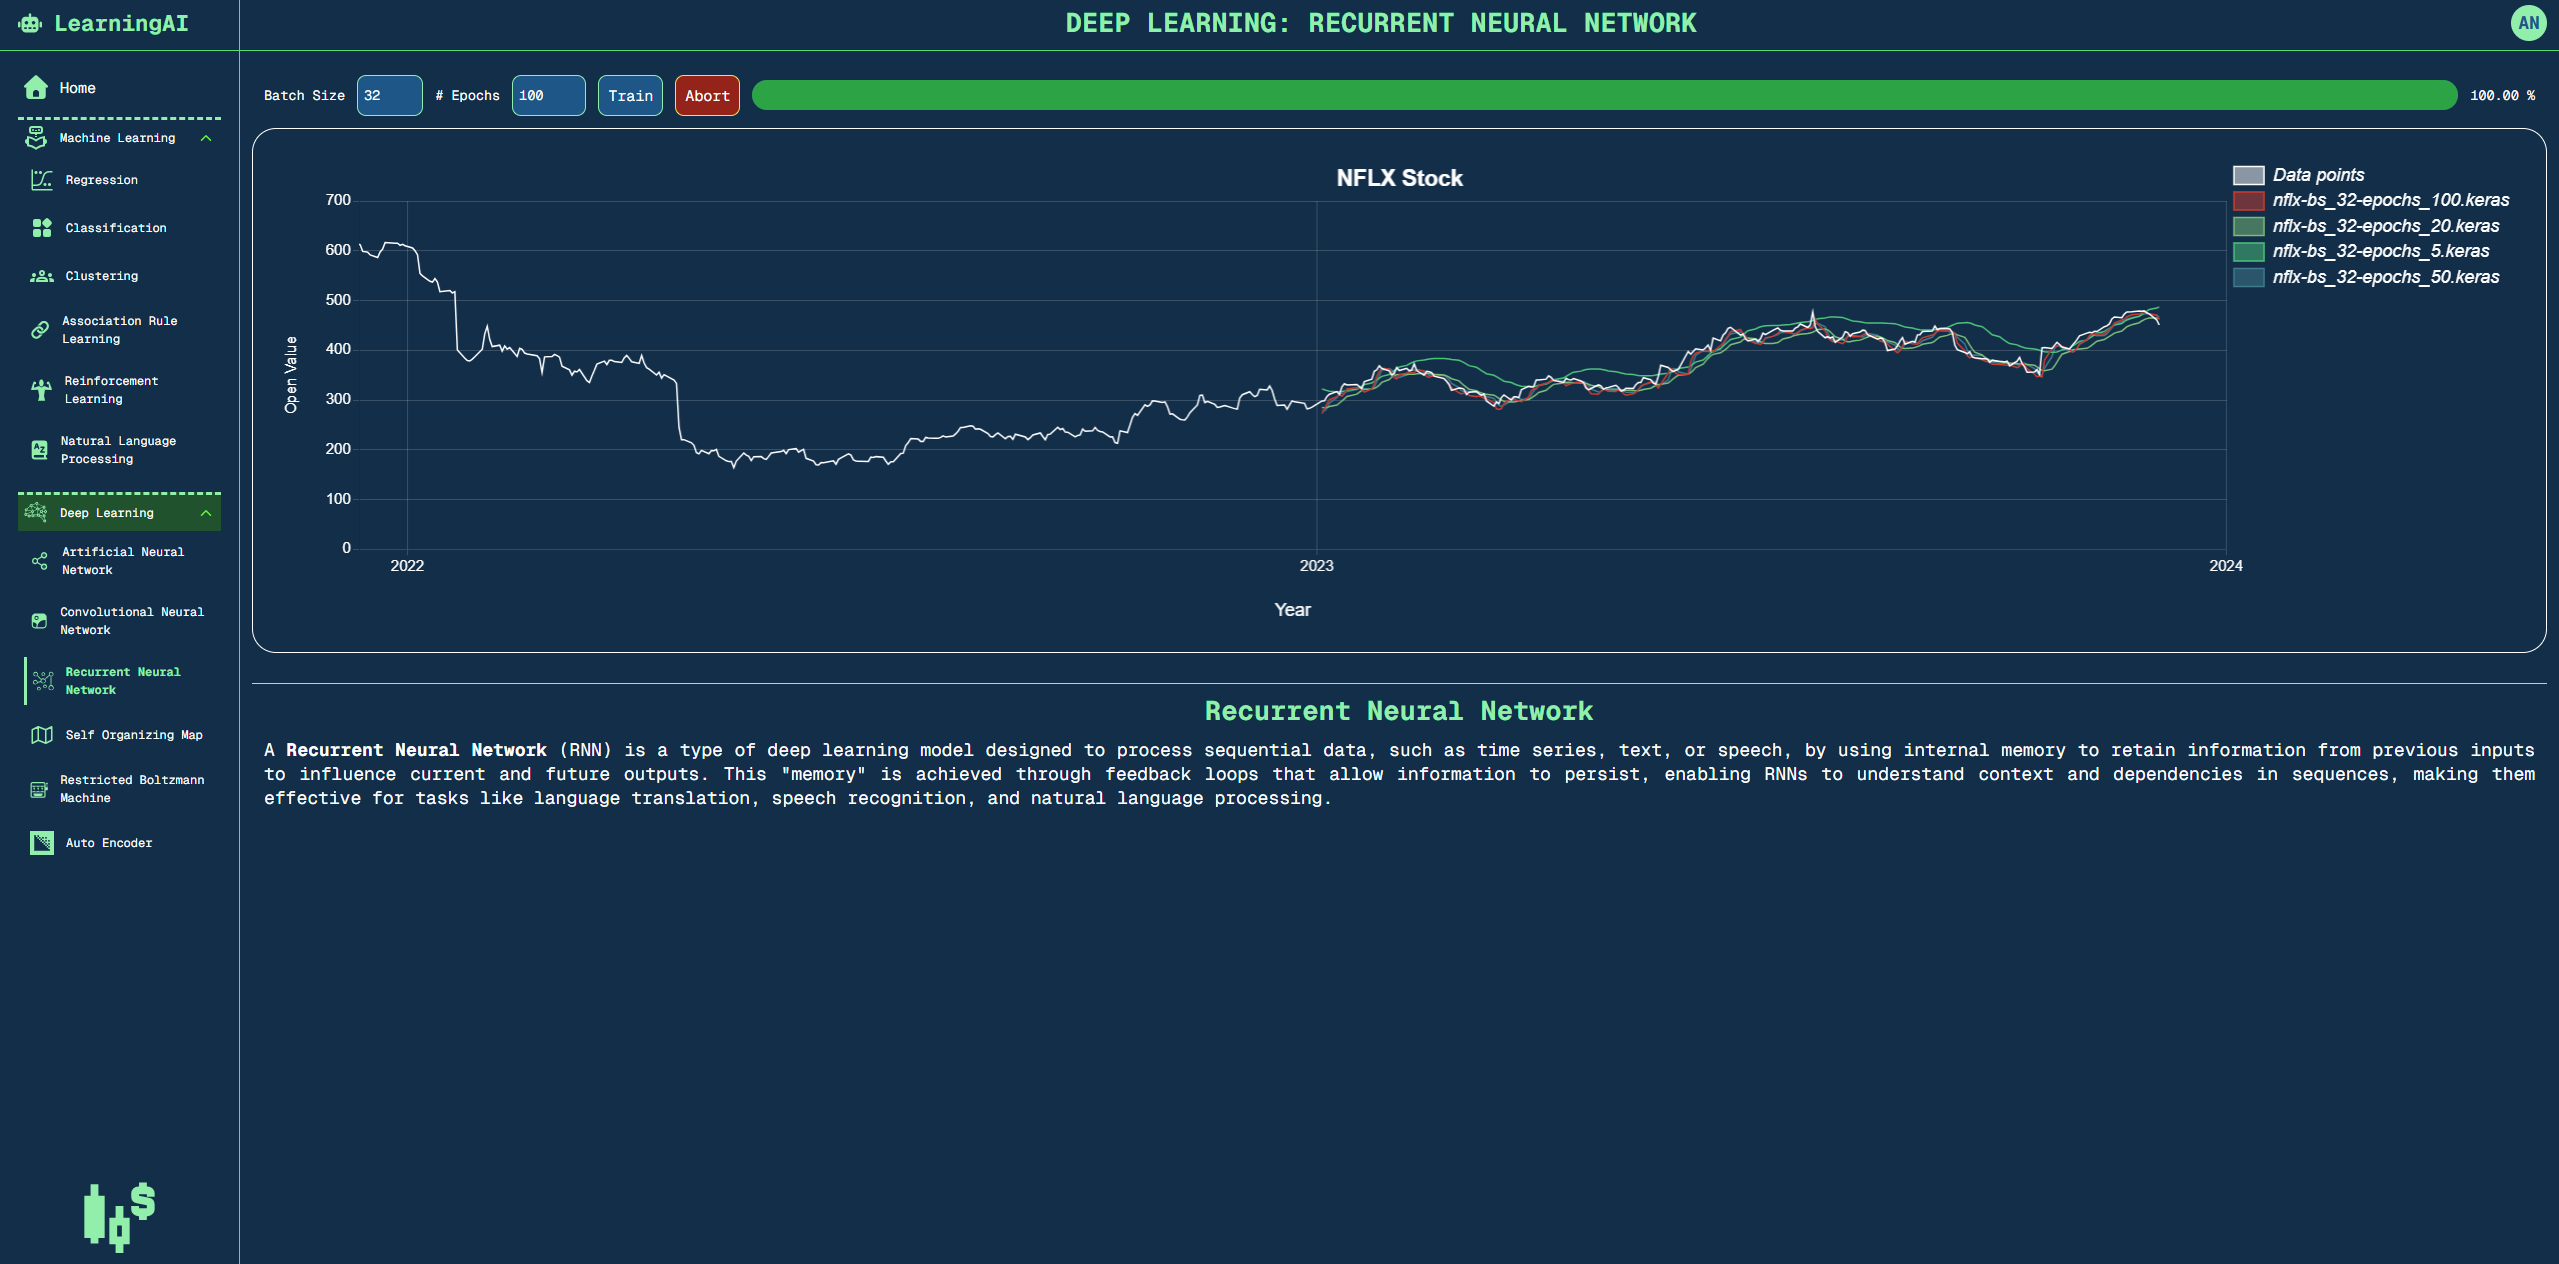 LearningAI
DEEP LEARNING: RECURRENT NEURAL NETWORK
AN
Home
Machine Learning
Regression
Classification
Clustering
Association Rule
Learning
Reinforcement
Learning
Natural Language
Processing
Deep Learning
Artificial Neural
Network
Convolutional Neural
Network
Recurrent Neural
Network
Self Organizing Map
Restricted Boltzmann
Machine
Auto Encoder
Batch Size 32 # Epochs 100 Train Abort 100.00 %
NFLX Stock
Data points
nflx-bs_32-epochs_100.keras
nflx-bs_32-epochs_20.keras
nflx-bs_32-epochs_5.keras
nflx-bs_32-epochs_50.keras
Open Value
700
600
500
400
300
200
100
0
2022 2023 2024
Year
Recurrent Neural Network
A Recurrent Neural Network (RNN) is a type of deep learning model designed to process sequential data, such as time series, text, or speech, by using internal memory to retain information from previous inputs
to influence current and future outputs. This "memory" is achieved through feedback loops that allow information to persist, enabling RNNs to understand context and dependencies in sequences, making them
effective for tasks like language translation, speech recognition, and natural language processing.